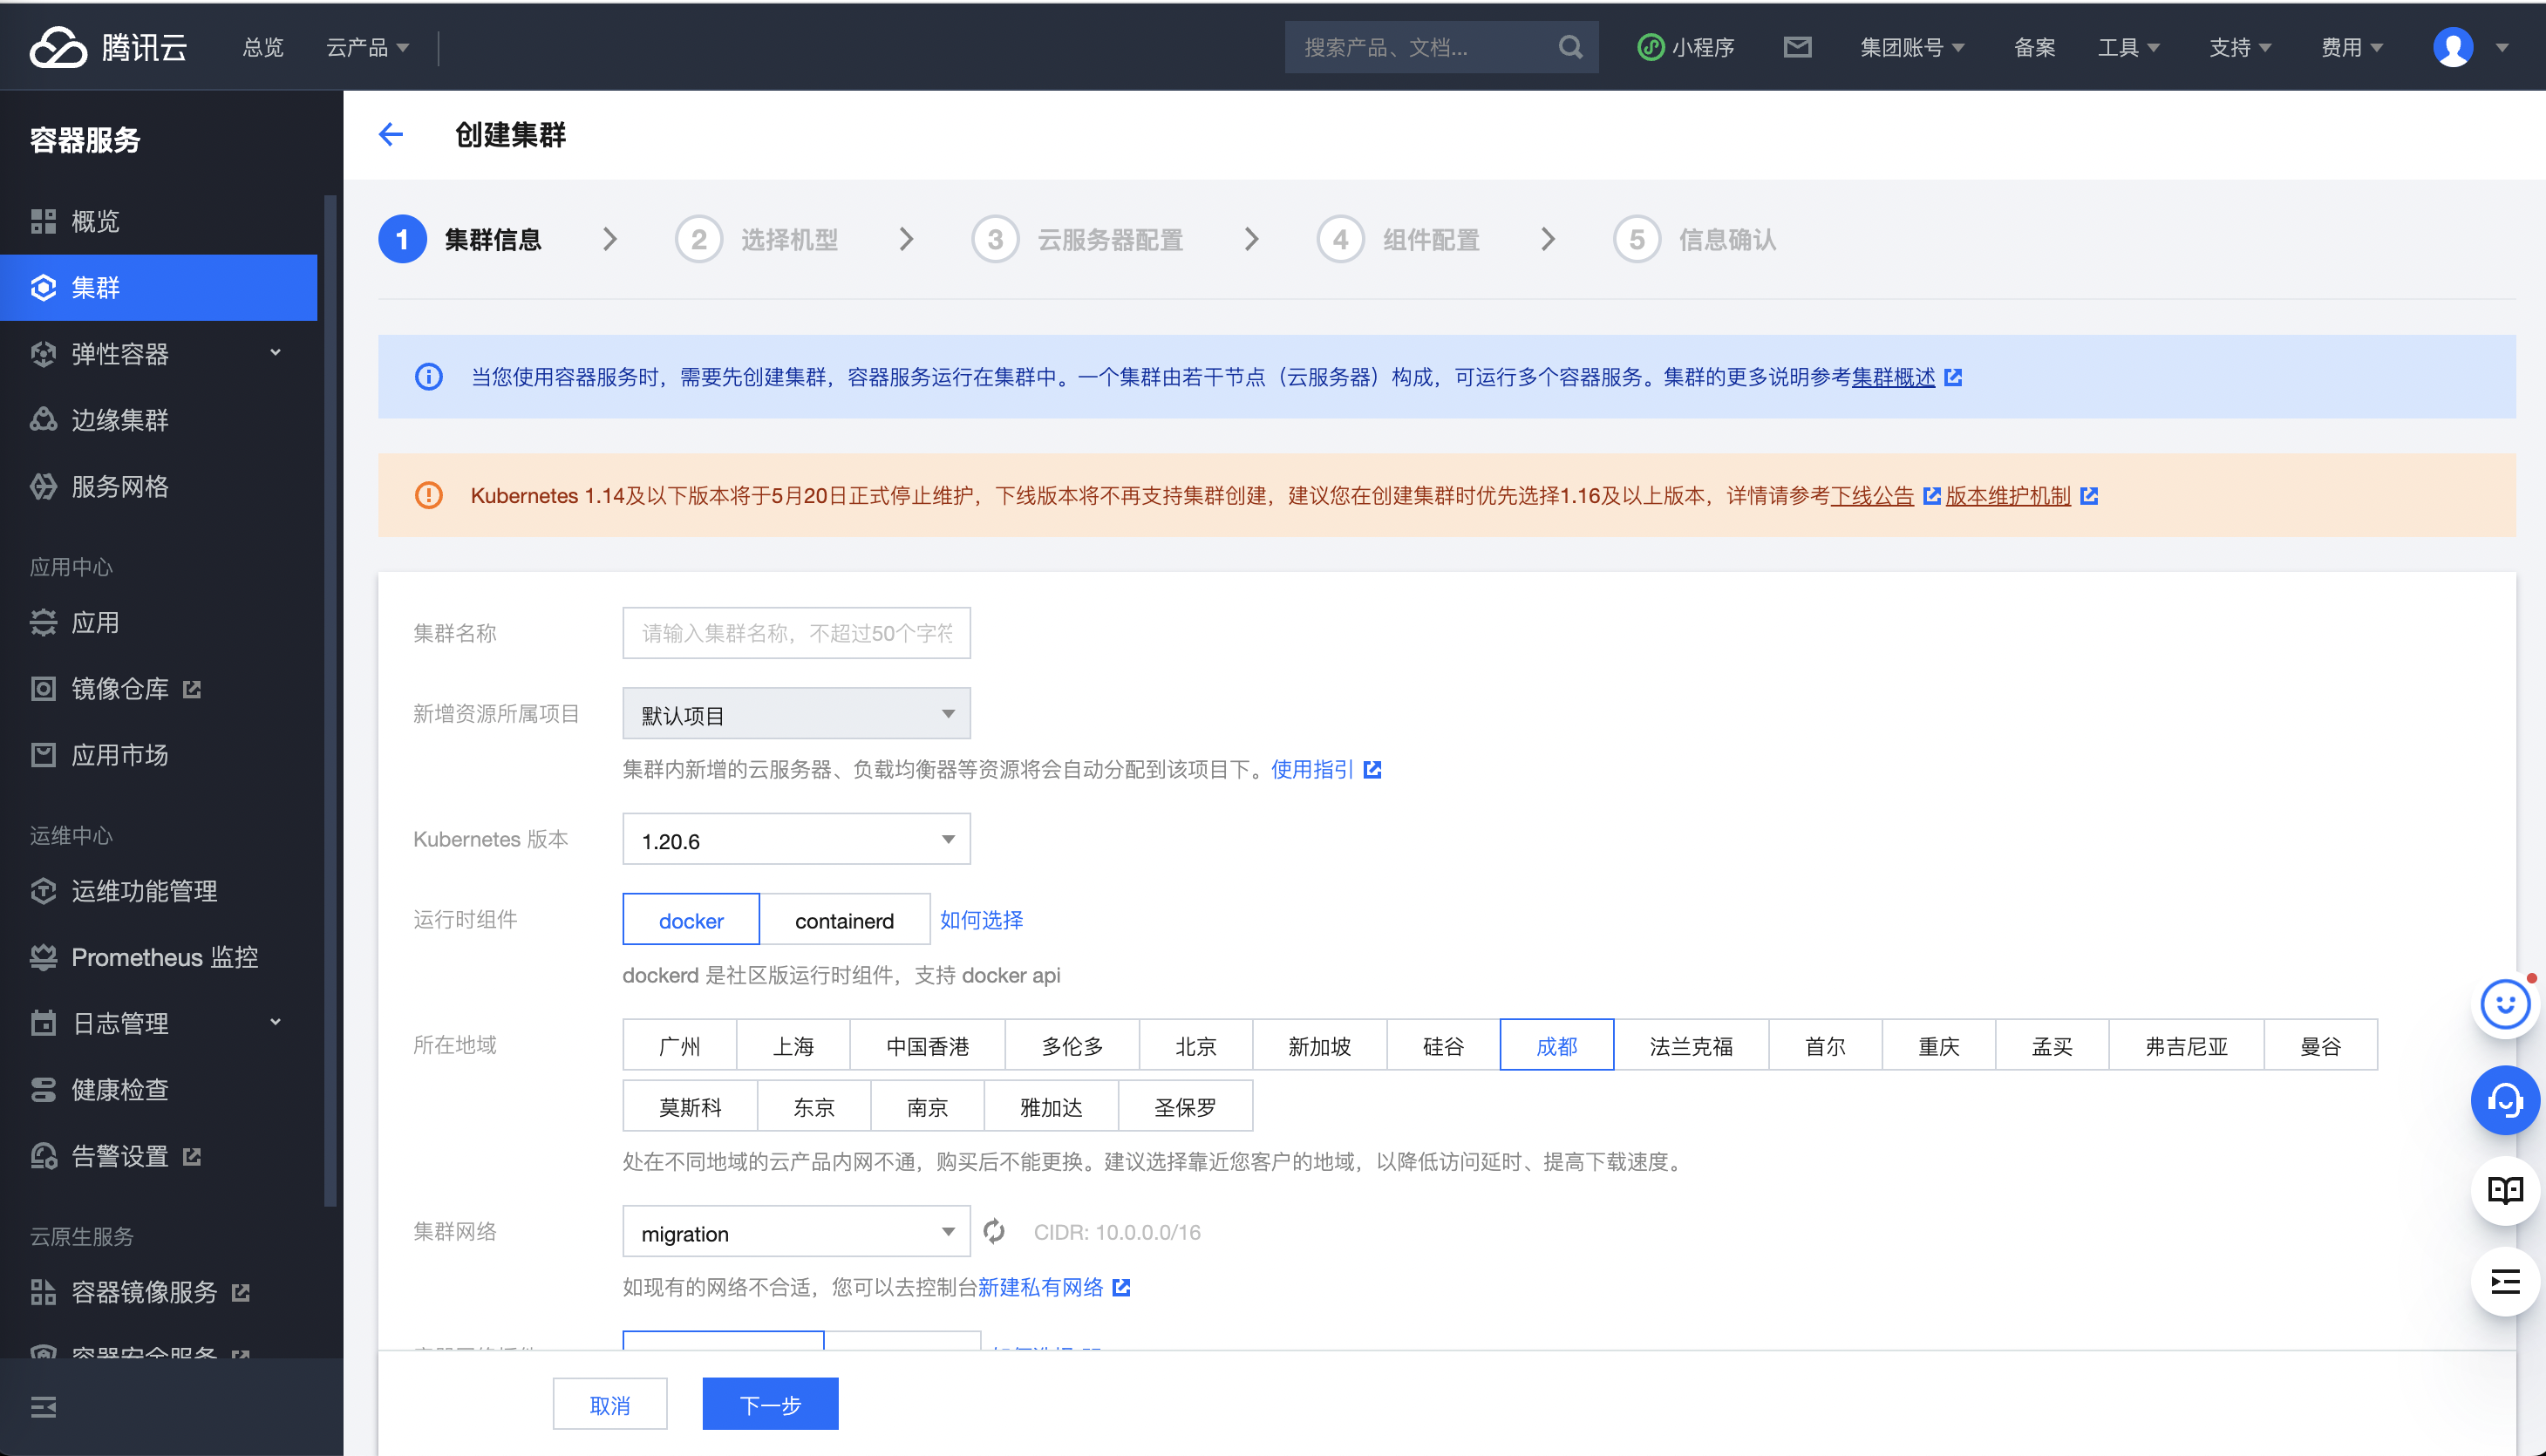 腾讯云 总览 云产品 搜索产品、文档... 小程序 集团账号 备案 工具 支持 费用
容器服务
概览
集群
弹性容器
边缘集群
服务网格
应用中心
应用
镜像仓库
应用市场
运维中心
运维功能管理
Prometheus 监控
日志管理
健康检查
告警设置
云原生服务
容器镜像服务
容器安全服务
创建集群
1 集群信息 2 选择机型 3 云服务器配置 4 组件配置 5 信息确认
当您使用容器服务时，需要先创建集群，容器服务运行在集群中。一个集群由若干节点（云服务器）构成，可运行多个容器服务。集群的更多说明参考集群概述
Kubernetes 1.14及以下版本将于5月20日正式停止维护，下线版本将不再支持集群创建，建议您在创建集群时优先选择1.16及以上版本，详情请参考下线公告 版本维护机制
集群名称 请输入集群名称，不超过50个字符
新增资源所属项目 默认项目
集群内新增的云服务器、负载均衡器等资源将会自动分配到该项目下。使用指引
Kubernetes 版本 1.20.6
运行时组件 docker containerd 如何选择
dockerd 是社区版运行时组件，支持 docker api
所在地域 广州 上海 中国香港 多伦多 北京 新加坡 硅谷 成都 法兰克福 首尔 重庆 孟买 弗吉尼亚 曼谷
莫斯科 东京 南京 雅加达 圣保罗
处在不同地域的云产品内网不通，购买后不能更换。建议选择靠近您客户的地域，以降低访问延时、提高下载速度。
集群网络 migration CIDR: 10.0.0.0/16
如现有的网络不合适，您可以去控制台新建私有网络
取消 下一步